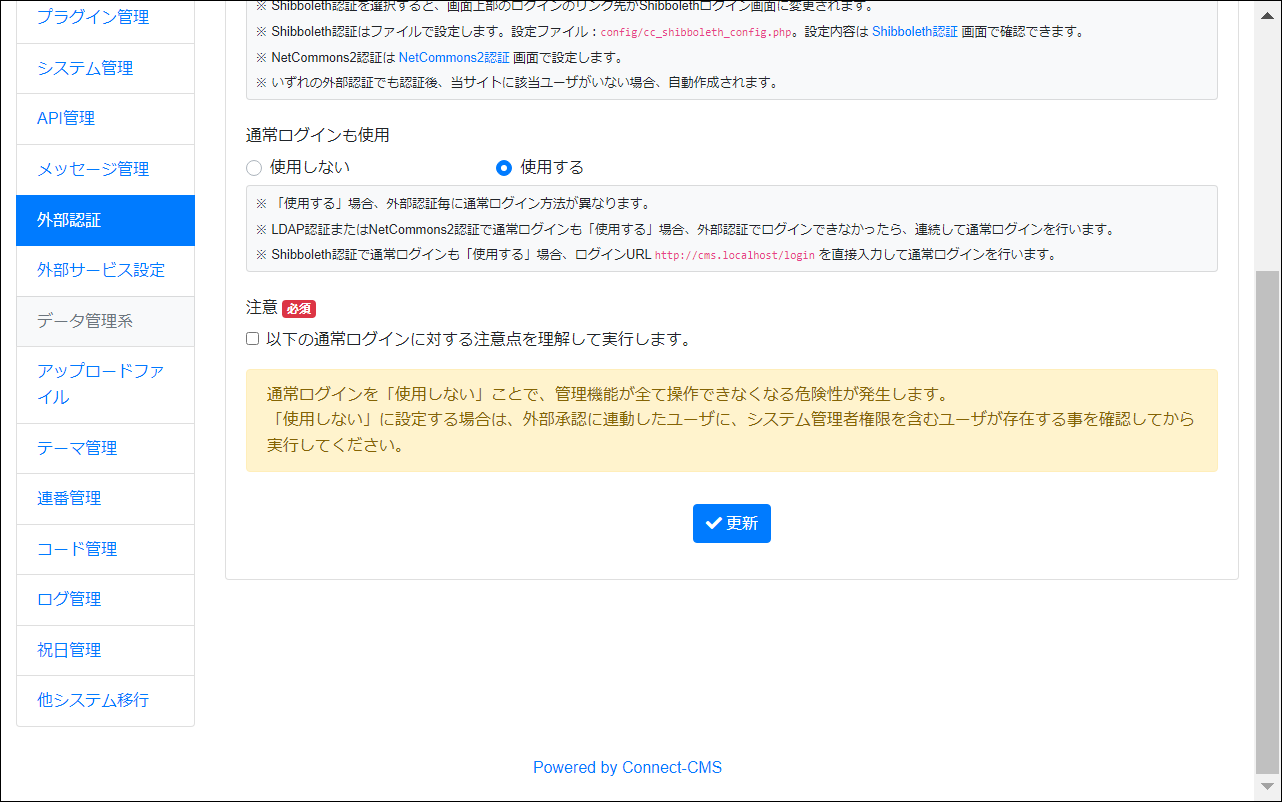 プラグイン管理
システム管理
API管理
メッセージ管理
外部認証
外部サービス設定
データ管理系
アップロードファ
イル
テーマ管理
連番管理
コード管理
ログ管理
祝日管理
他システム移行
※ Shibboleth認証を選択すると、画面上部のログインのリンク先がShibbolethログイン画面に変更されます。
※ Shibboleth認証はファイルで設定します。設定ファイル：config/cc_shibboleth_config.php。設定内容は Shibboleth認証 画面で確認できます。
※ NetCommons2認証は NetCommons2認証 画面で設定します。
※ いずれの外部認証でも認証後、当サイトに該当ユーザがいない場合、自動作成されます。
通常ログインも使用
使用しない 使用する
※ 「使用する」場合、外部認証毎に通常ログイン方法が異なります。
※ LDAP認証またはNetCommons2認証で通常ログインも「使用する」場合、外部認証でログインできなかったら、連続して通常ログインを行います。
※ Shibboleth認証で通常ログインも「使用する」場合、ログインURL http://cms.localhost/login を直接入力して通常ログインを行います。
注意 必須
以下の通常ログインに対する注意点を理解して実行します。
通常ログインを「使用しない」ことで、管理機能が全て操作できなくなる危険性が発生します。
「使用しない」に設定する場合は、外部承認に連動したユーザに、システム管理者権限を含むユーザが存在する事を確認してから
実行してください。
更新
Powered by Connect-CMS